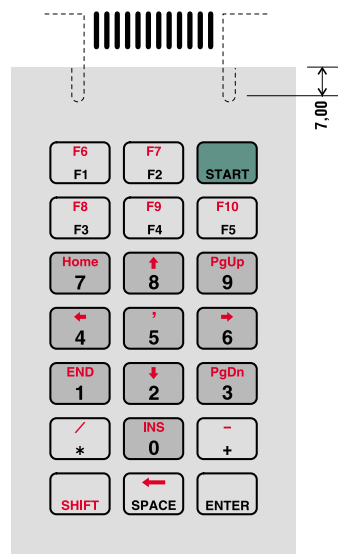 7,00
F6 F7
F1 F2 START
F8 F9 F10
F3 F4 F5
Home ⬆ PgUp
7 8 9
⬅ ' ➡
4 5 6
END ⬇ PgDn
1 2 3
/ INS -
* 0 +
⬅
SHIFT SPACE ENTER